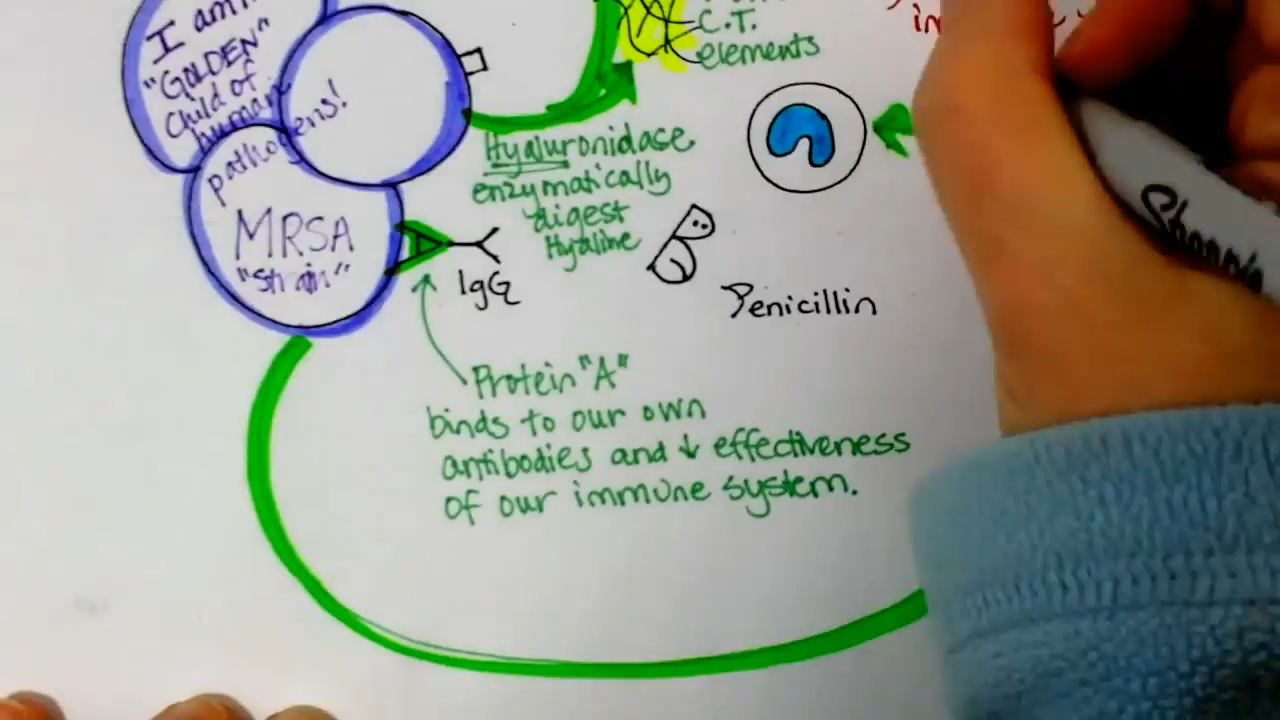 I am
"GOLDEN"
child of
human
pathogens!
MRSA
"strain"
C.T.
elements
Hyaluronidase
enzymatically
digest
Hyaline
IgG
Penicillin
Protein "A"
binds to our own
antibodies and ↓ effectiveness
of our immune system.
Sharpie